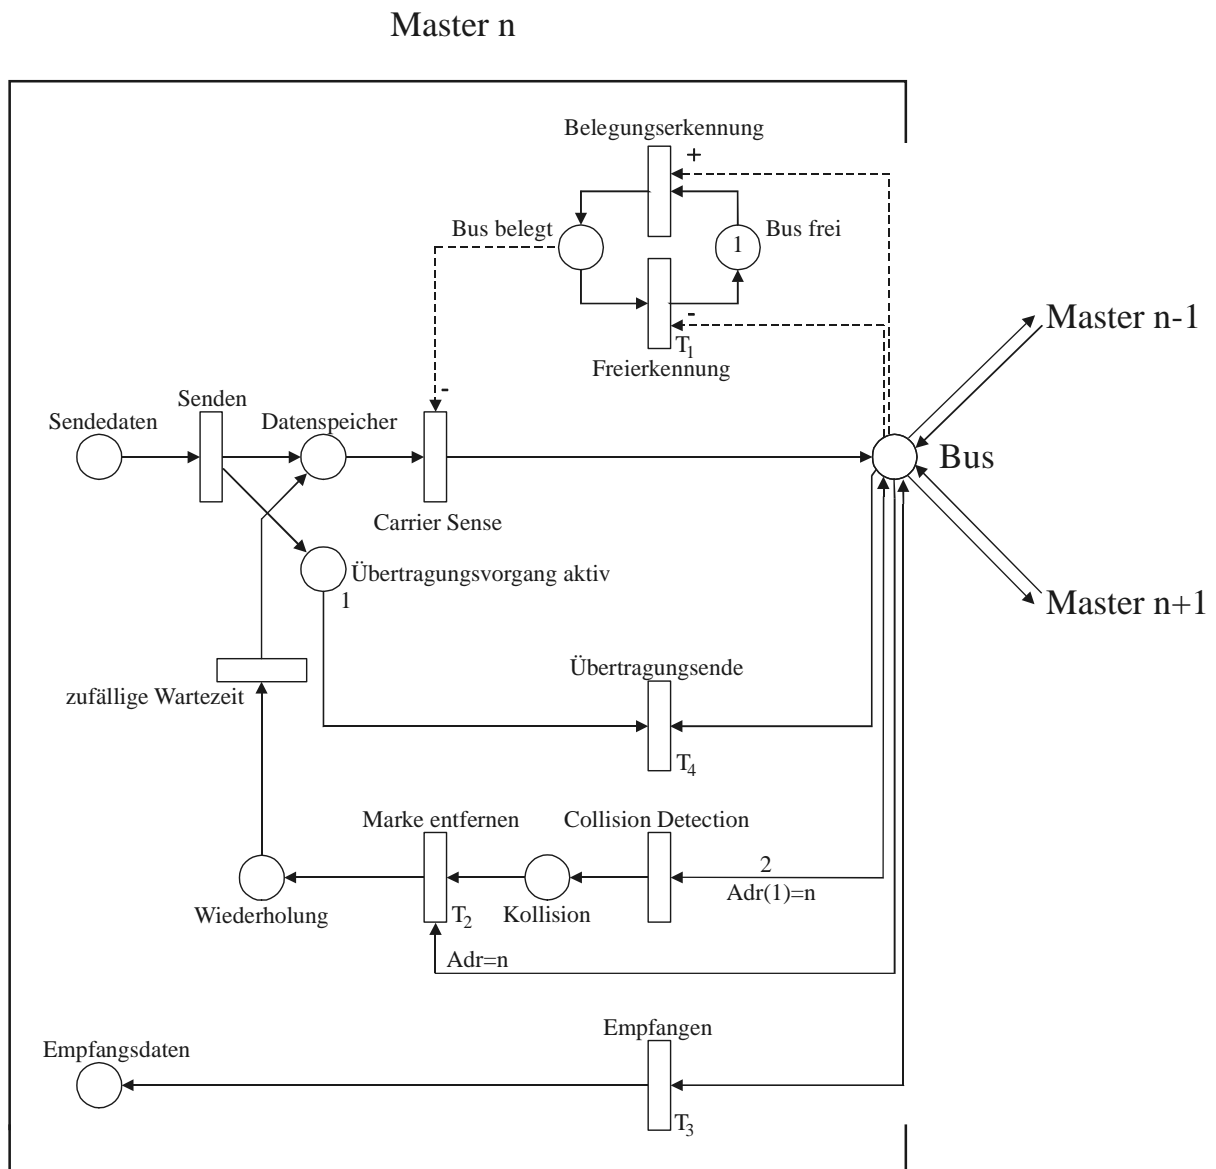 Master n
Belegungserkennung
+
Bus belegt
1
Bus frei
-
T1
Freierkennung
Master n-1
-
Senden
Sendedaten
Datenspeicher
Bus
Carrier Sense
Übertragungsvorgang aktiv
1
Master n+1
Übertragungsende
zufällige Wartezeit
T4
Marke entfernen
Collision Detection
2
Adr(1)=n
Wiederholung
T2
Kollision
Adr=n
Empfangen
Empfangsdaten
T3